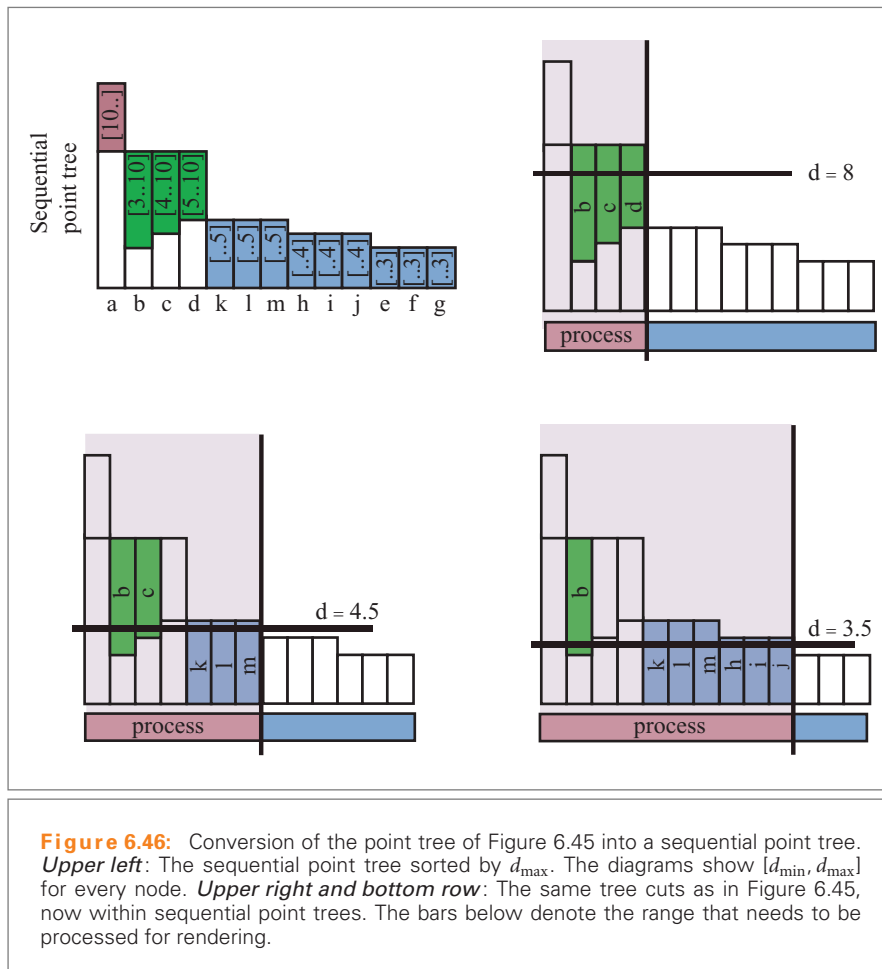 Sequential
point tree
[10..]
[3..10]
[4..10]
[5..10]
[..5]
[..5]
[..5]
[..4]
[..4]
[..4]
[..3]
[..3]
[..3]
a b c d k l m h i j e f g
b c d
d = 8
process
b c
k l m
d = 4.5
process
b
k l m h i j
d = 3.5
process
Figure 6.46: Conversion of the point tree of Figure 6.45 into a sequential point tree.
Upper left: The sequential point tree sorted by dmax. The diagrams show [dmin, dmax]
for every node. Upper right and bottom row: The same tree cuts as in Figure 6.45,
now within sequential point trees. The bars below denote the range that needs to be
processed for rendering.